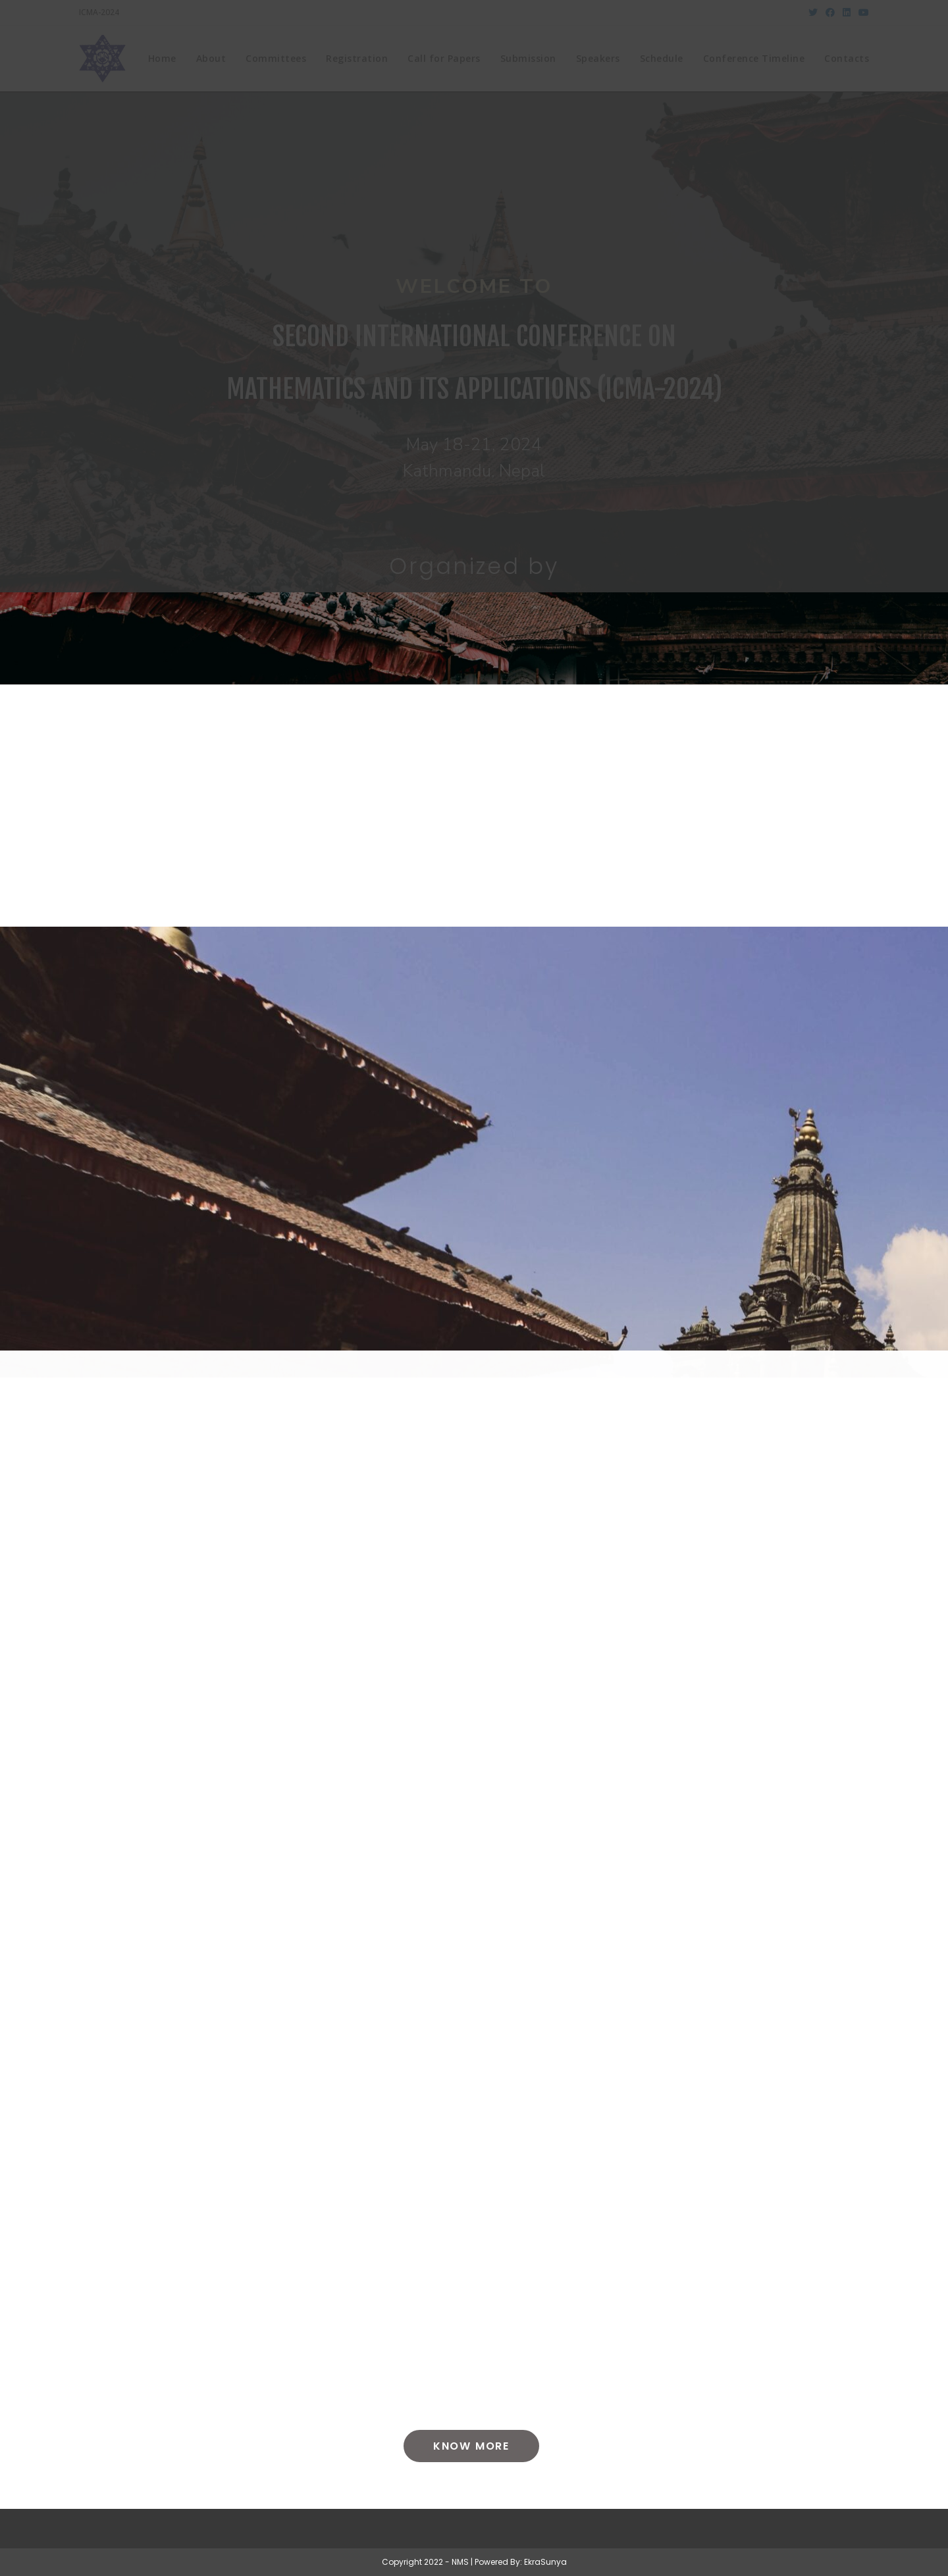 ICMA-2024
Home About Committees Registration Call for Papers Submission Speakers Schedule Conference Timeline Contacts
WELCOME TO
SECOND INTERNATIONAL CONFERENCE ON
MATHEMATICS AND ITS APPLICATIONS (ICMA-2024)
May 18-21, 2024
Kathmandu, Nepal
Organized by
KNOW MORE
Copyright 2022 - NMS | Powered By: EkraSunya